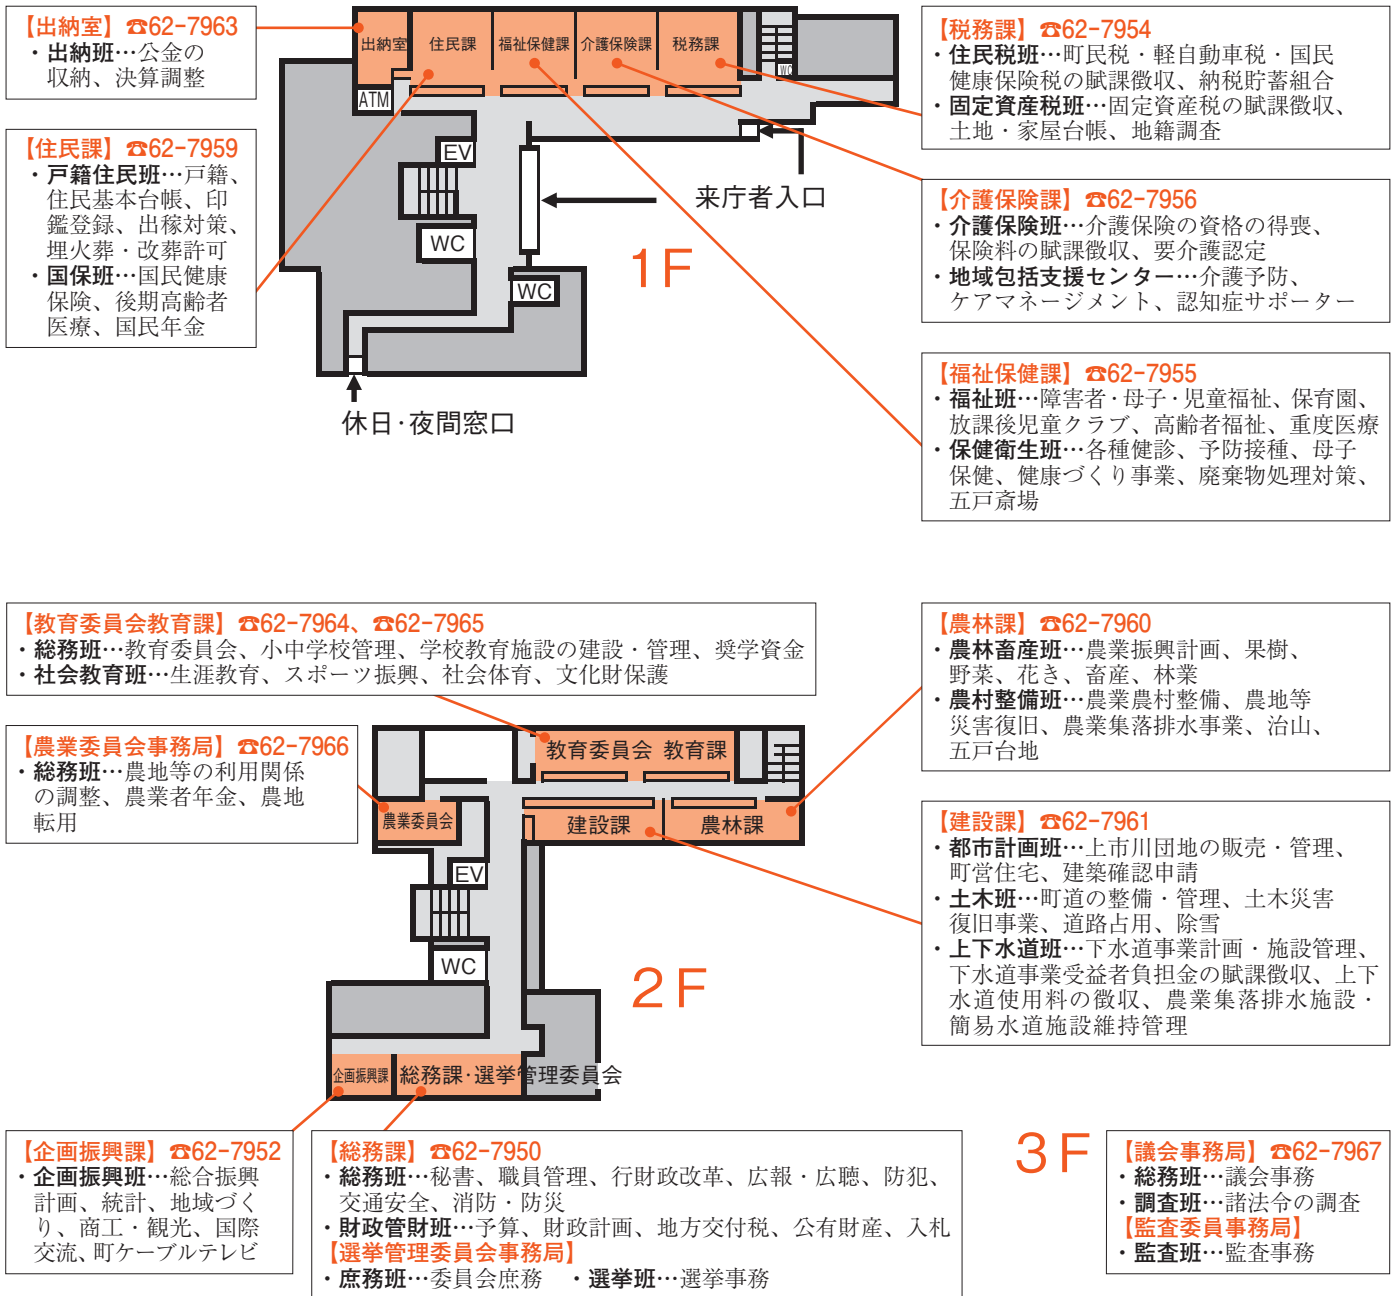 【出納室】 ☎62-7963
・出納班…公金の
収納、決算調整
【住民課】 ☎62-7959
・戸籍住民班…戸籍、
住民基本台帳、印
鑑登録、出稼対策、
埋火葬・改葬許可
・国保班…国民健康
保険、後期高齢者
医療、国民年金
出納室
住民課
福祉保健課
介護保険課
税務課
WC
ATM
EV
WC
WC
来庁者入口
1F
休日・夜間窓口
【税務課】 ☎62-7954
・住民税班…町民税・軽自動車税・国民
健康保険税の賦課徴収、納税貯蓄組合
・固定資産税班…固定資産税の賦課徴収、
土地・家屋台帳、地籍調査
【介護保険課】 ☎62-7956
・介護保険班…介護保険の資格の得喪、
保険料の賦課徴収、要介護認定
・地域包括支援センター…介護予防、
ケアマネージメント、認知症サポーター
【福祉保健課】 ☎62-7955
・福祉班…障害者・母子・児童福祉、保育園、
放課後児童クラブ、高齢者福祉、重度医療
・保健衛生班…各種健診、予防接種、母子
保健、健康づくり事業、廃棄物処理対策、
五戸斎場
【教育委員会教育課】 ☎62-7964、☎62-7965
・総務班…教育委員会、小中学校管理、学校教育施設の建設・管理、奨学資金
・社会教育班…生涯教育、スポーツ振興、社会体育、文化財保護
【農業委員会事務局】 ☎62-7966
・総務班…農地等の利用関係
の調整、農業者年金、農地
転用
教育委員会 教育課
農業委員会
建設課
農林課
EV
WC
2F
企画振興課
総務課・選挙管理委員会
【農林課】 ☎62-7960
・農林畜産班…農業振興計画、果樹、
野菜、花き、畜産、林業
・農村整備班…農業農村整備、農地等
災害復旧、農業集落排水事業、治山、
五戸台地
【建設課】 ☎62-7961
・都市計画班…上市川団地の販売・管理、
町営住宅、建築確認申請
・土木班…町道の整備・管理、土木災害
復旧事業、道路占用、除雪
・上下水道班…下水道事業計画・施設管理、
下水道事業受益者負担金の賦課徴収、上下
水道使用料の徴収、農業集落排水施設・
簡易水道施設維持管理
【企画振興課】 ☎62-7952
・企画振興班…総合振興
計画、統計、地域づく
り、商工・観光、国際
交流、町ケーブルテレビ
【総務課】 ☎62-7950
・総務班…秘書、職員管理、行財政改革、広報・広聴、防犯、
交通安全、消防・防災
・財政管財班…予算、財政計画、地方交付税、公有財産、入札
【選挙管理委員会事務局】
・庶務班…委員会庶務 ・選挙班…選挙事務
3F
【議会事務局】 ☎62-7967
・総務班…議会事務
・調査班…諸法令の調査
【監査委員事務局】
・監査班…監査事務